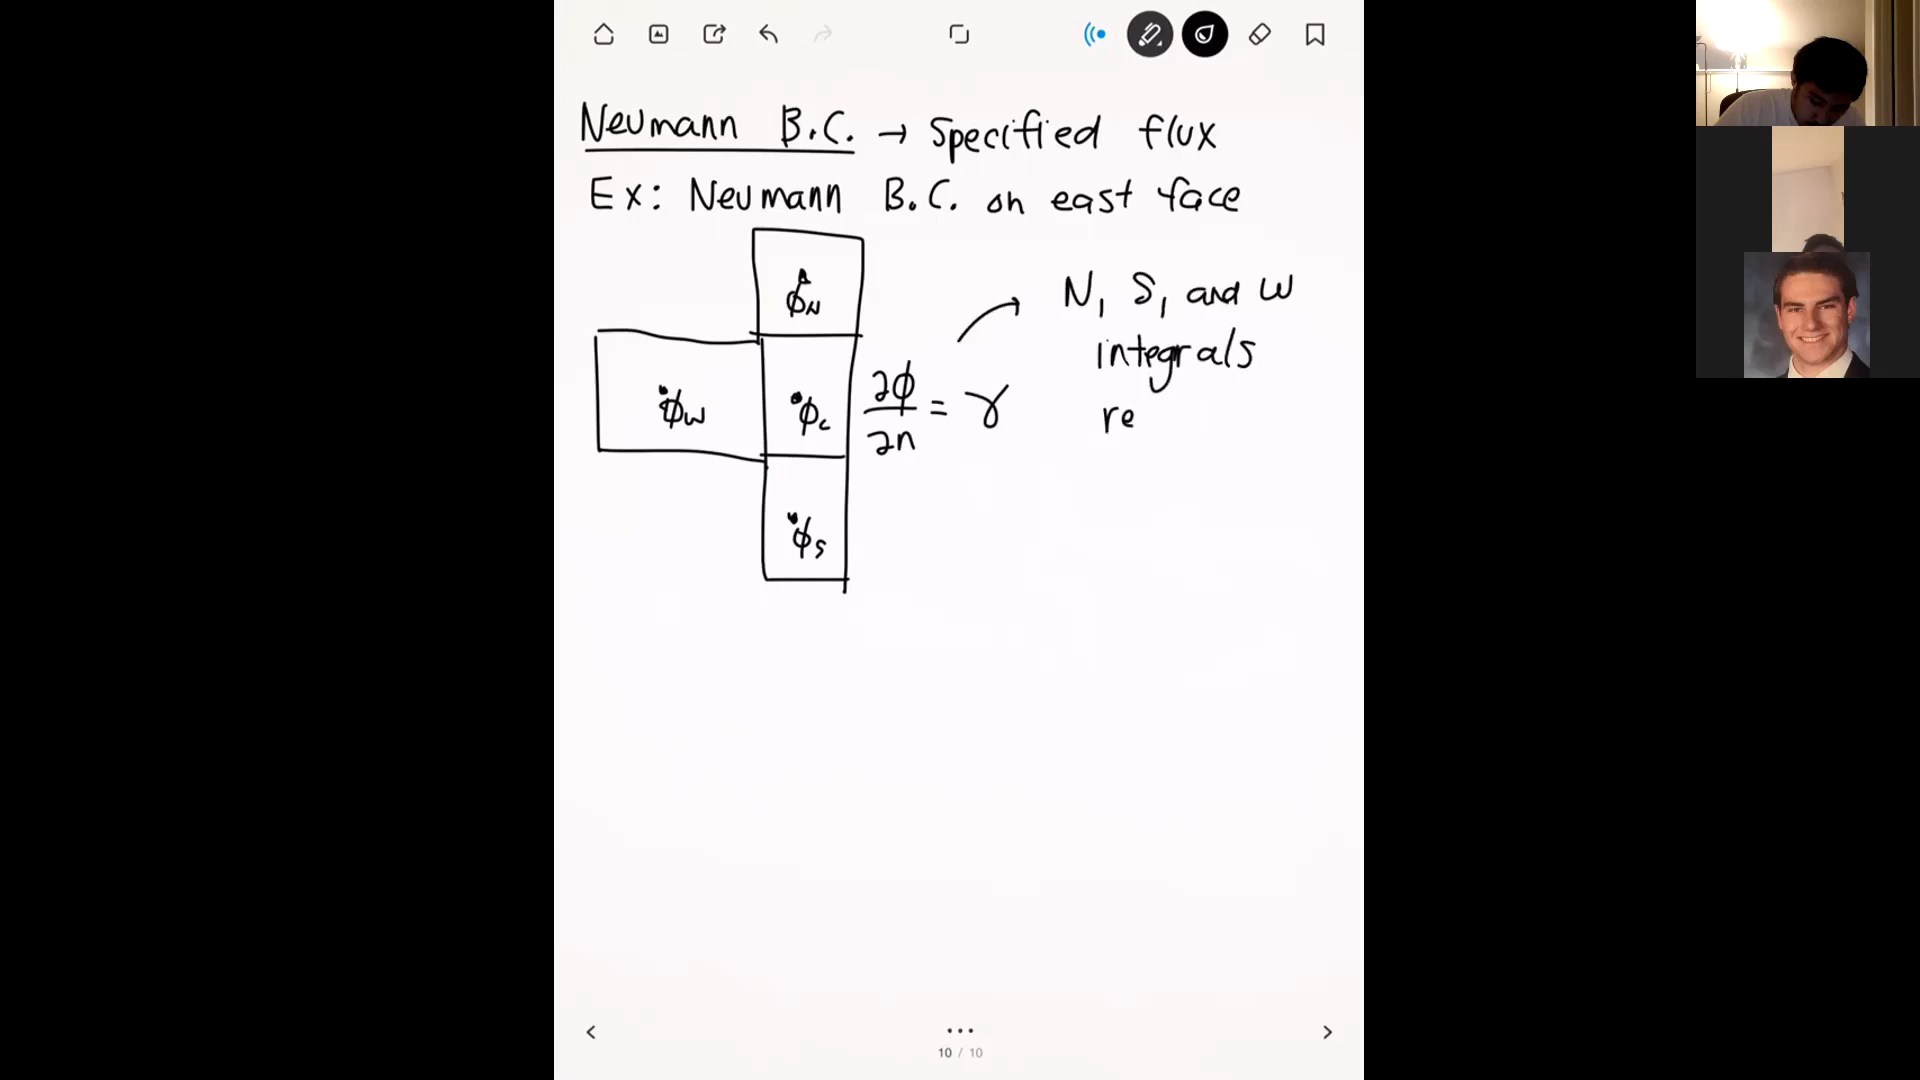 Neumann B.C. → Specified flux
Ex: Neumann B.C. on east face
ϕN
N, S, and W
integrals
re
ϕW
ϕC
∂ϕ/∂n = γ
ϕS
10 / 10